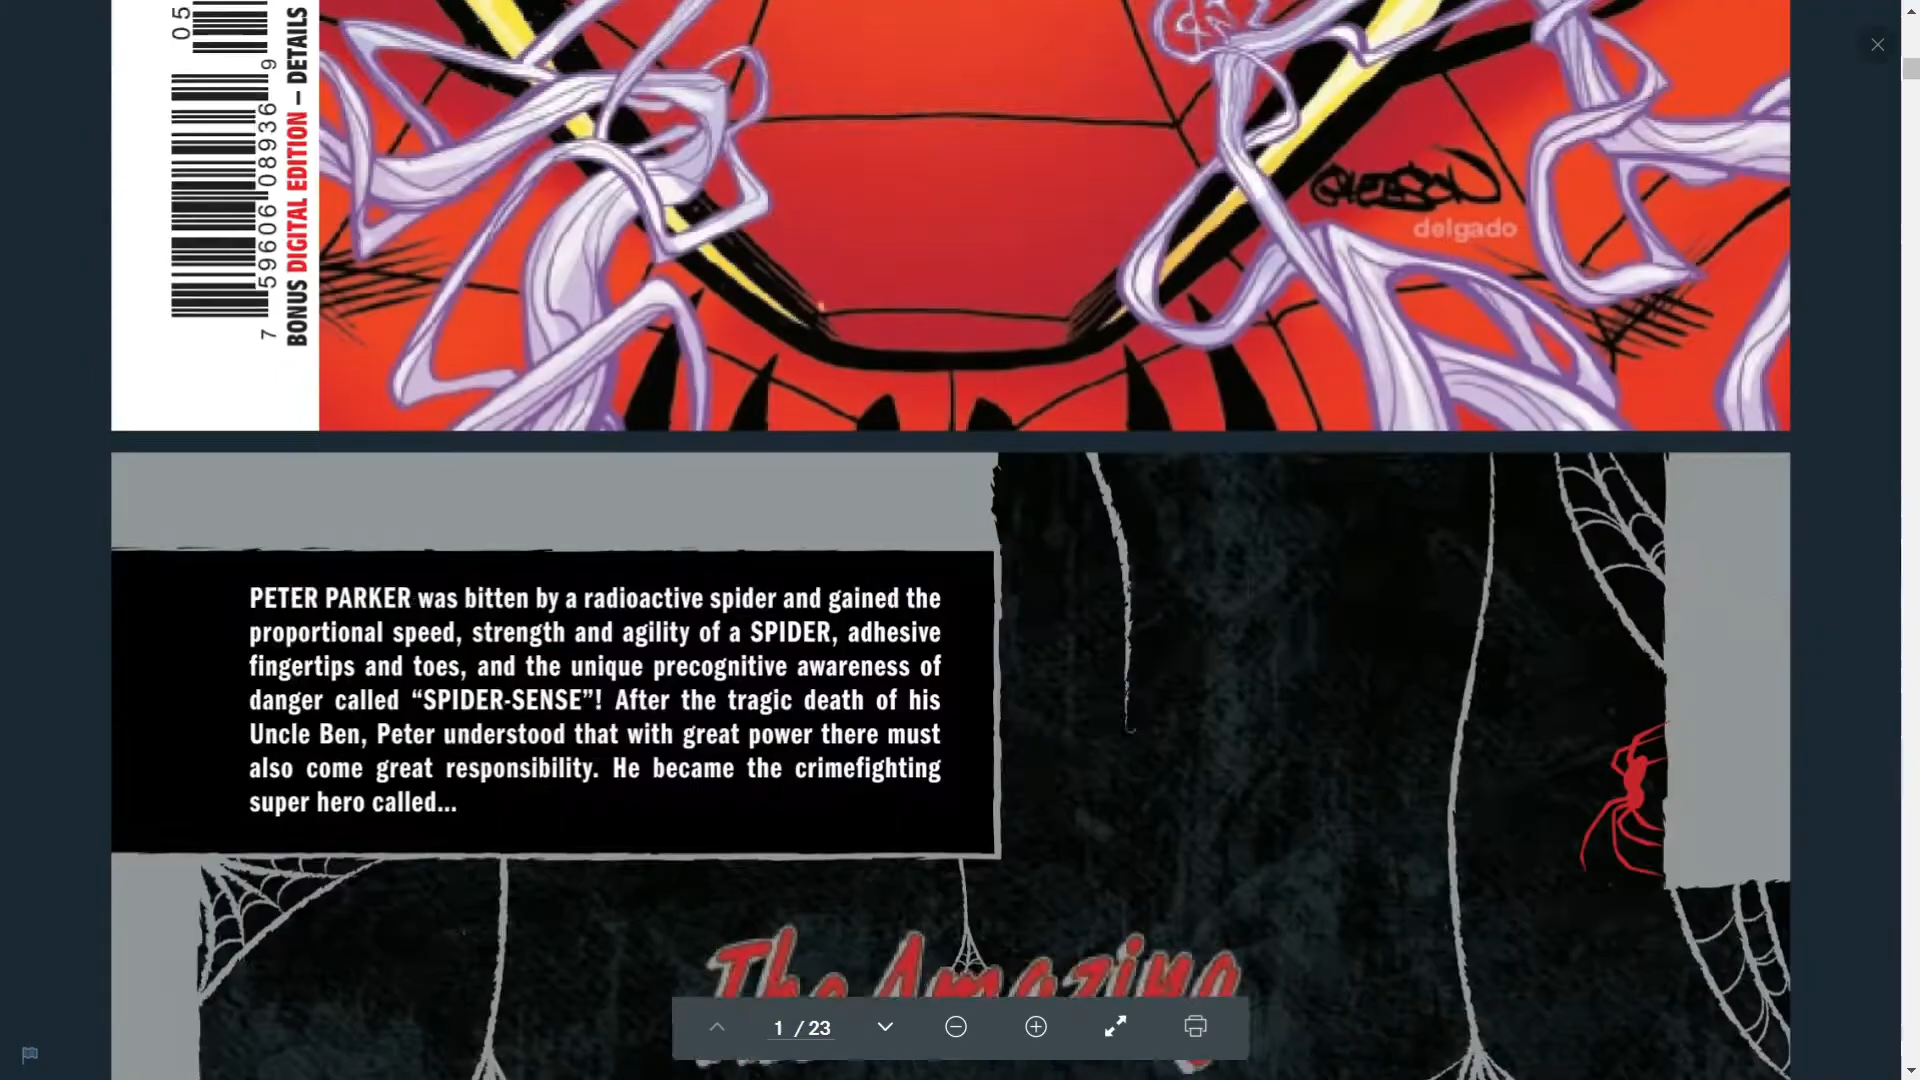 05
7 59606 08936 9
BONUS DIGITAL EDITION – DETAILS
GLEASON
delgado
PETER PARKER was bitten by a radioactive spider and gained the
proportional speed, strength and agility of a SPIDER, adhesive
fingertips and toes, and the unique precognitive awareness of
danger called “SPIDER-SENSE”! After the tragic death of his
Uncle Ben, Peter understood that with great power there must
also come great responsibility. He became the crimefighting
super hero called...
The Amazing
1 / 23